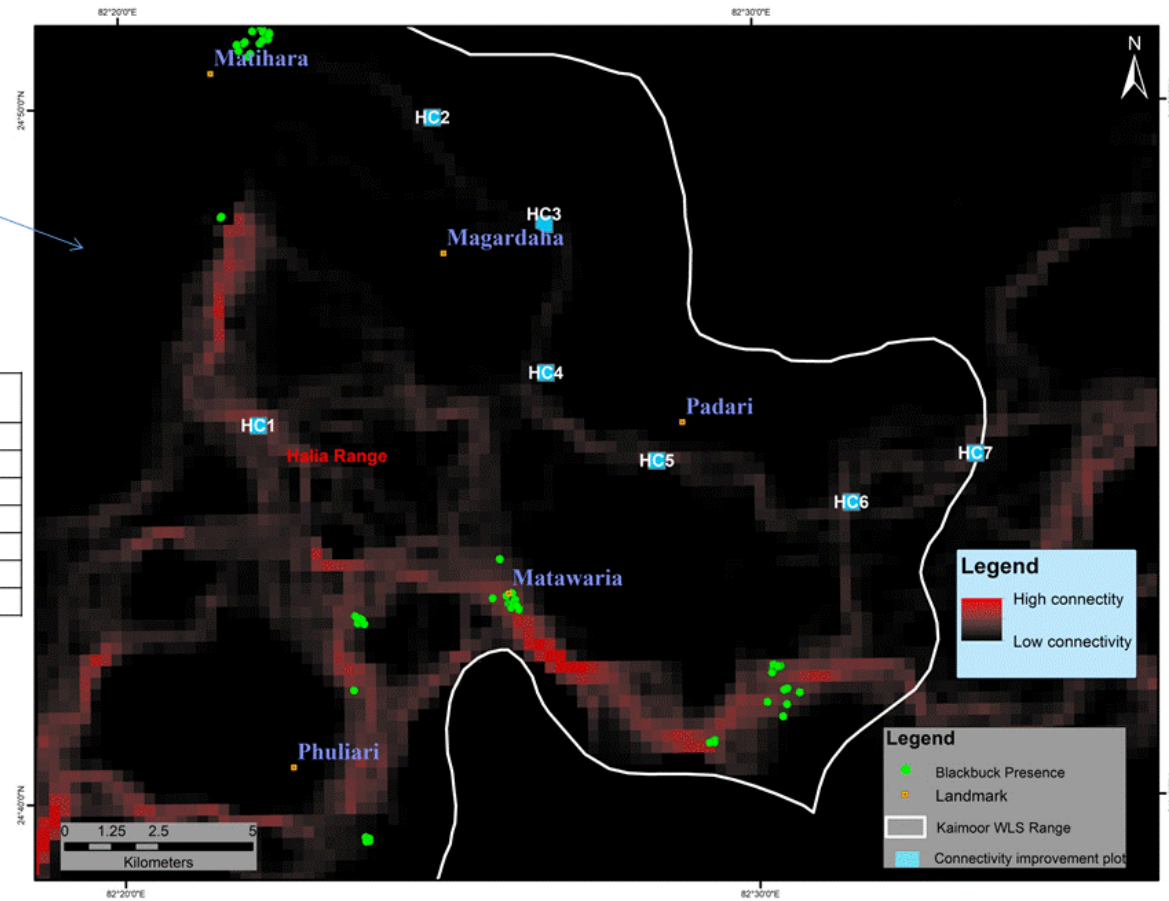 82°20'0"E
82°30'0"E
N
24°50'N
Matihara
HC2
HC3
Magardaha
HC4
Padari
HC1
Halia Range
HC5
HC7
HC6
Matawaria
Legend
High connectity
Low connectivity
Phuliari
Legend
Blackbuck Presence
Landmark
Kaimoor WLS Range
Connectivity improvement plot
24°40'N
0 1.25 2.5 5
Kilometers
82°20'0"E
82°30'0"E